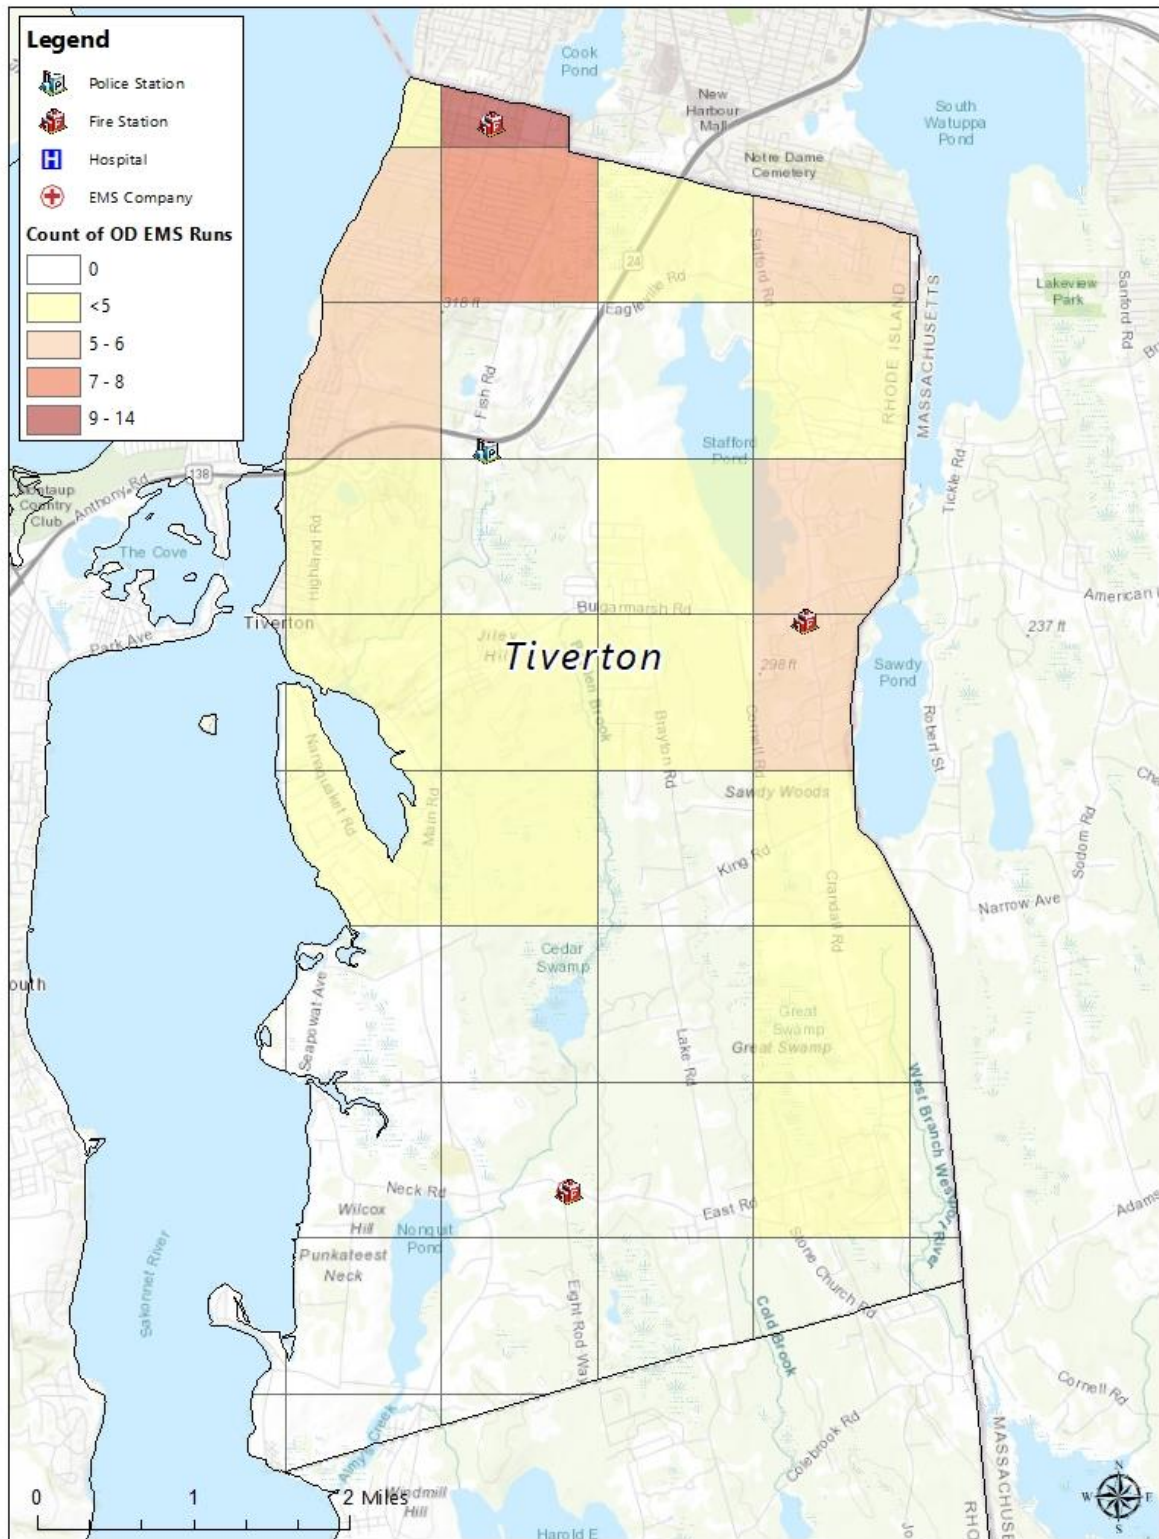 Legend
Police Station
Fire Station
Hospital
EMS Company
Count of OD EMS Runs
0
<5
5 - 6
7 - 8
9 - 14
Cook
Pond
New
Harbour
Mall
South
Watuppa
Pond
Notre Dame
Cemetery
24
Stafford Rd
Lakeview
Park
Sanford Rd
318 ft
Eagleville Rd
RHODE ISLAND
MASSACHUSETTS
Fish Rd
Stafford
Pond
138
Anthony Rd
Country
Club
Tickle Rd
The Cove
Highland Rd
American
Bulgarmarsh Rd
Park Ave
Tiverton
237 ft
Tiverton
298 ft
Sawdy
Pond
Brayton Rd
Cornell Rd
Robert St
Nanaquaket Rd
Main Rd
Sawdy Woods
King Rd
Crandall Rd
Sodom Rd
Narrow Ave
Cedar
Swamp
outh
Seapowet Ave
Great
Swamp
Great Swamp
Lake Rd
West Branch Westport River
Neck Rd
East Rd
Adams
Wilcox
Hill
Nonquit
Pond
Punkateest
Neck
Stone Church Rd
Sakonnet River
Eight Rod Way
Cold Brook
Cornell Rd
Almy's Creek
Colebrook Rd
MASSACHUSE
RHO
0 1 2 Miles
Windmill
Hill
Harold E
N
W E
S